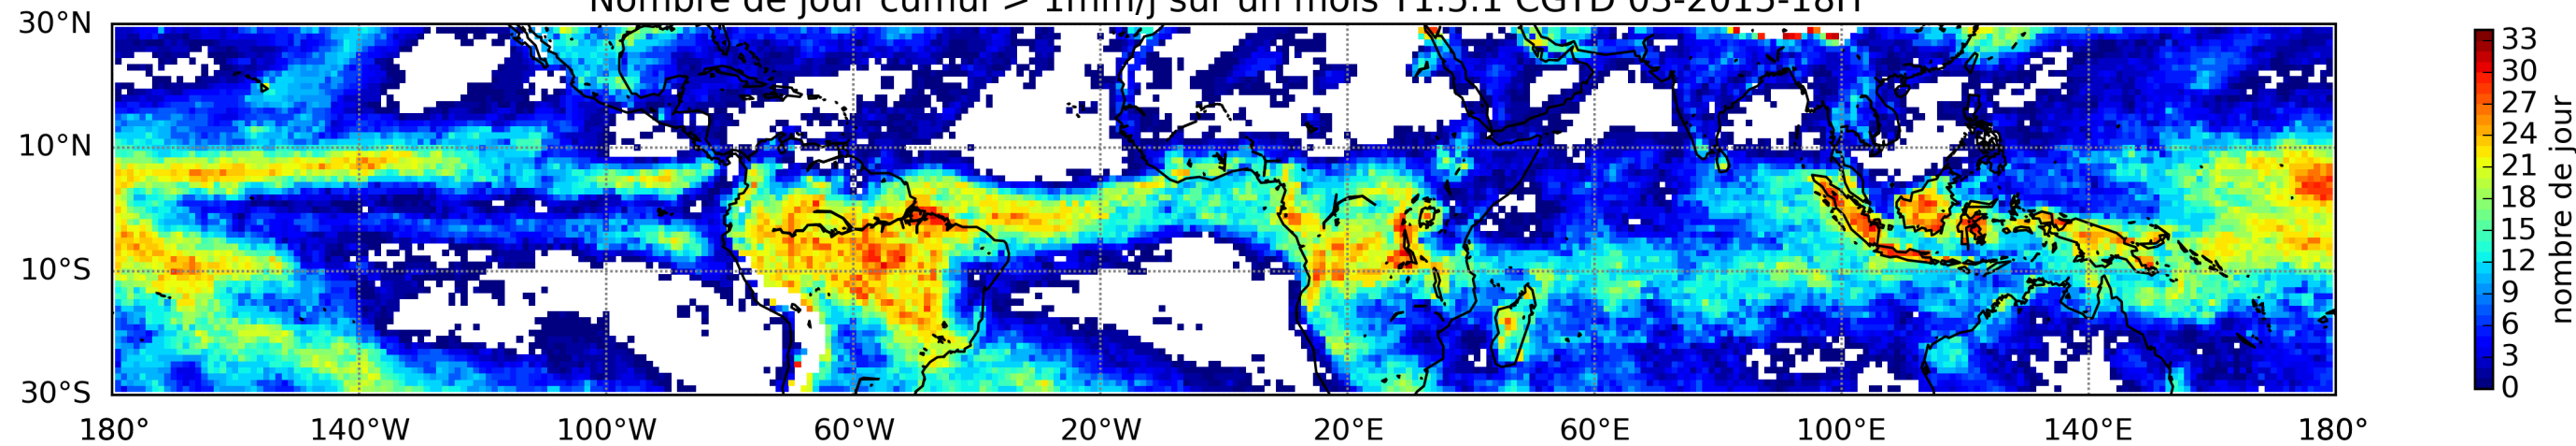 Nombre de jour cumul > 1mm/j sur un mois T1.5.1 CGTD 03-2015-18H
30°N
10°N
10°S
30°S
180°
140°W
100°W
60°W
20°W
20°E
60°E
100°E
140°E
180°
33
30
27
24
21
18
15
12
9
6
3
0
nombre de jour